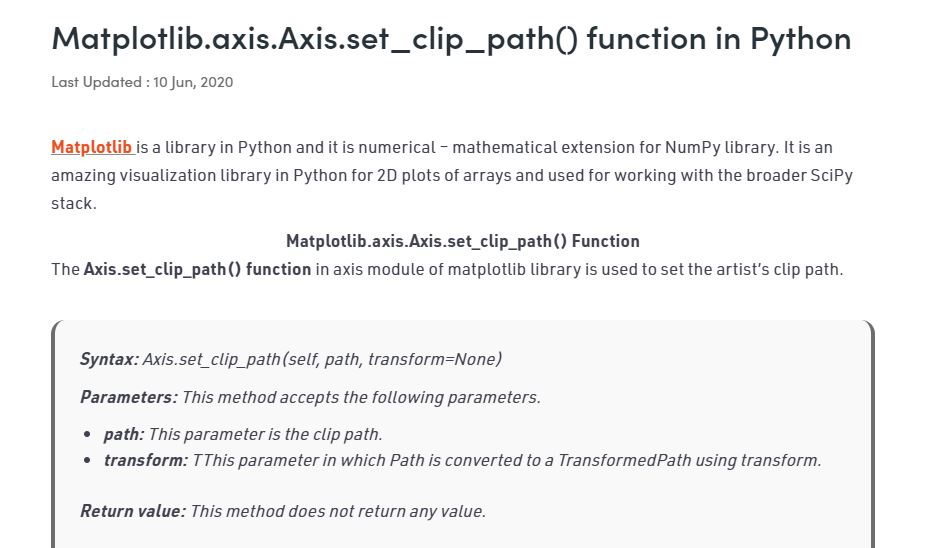 Matplotlib.axis.Axis.set_clip_path() function in Python
Last Updated : 10 Jun, 2020
Matplotlib is a library in Python and it is numerical – mathematical extension for NumPy library. It is an
amazing visualization library in Python for 2D plots of arrays and used for working with the broader SciPy
stack.
Matplotlib.axis.Axis.set_clip_path() Function
The Axis.set_clip_path() function in axis module of matplotlib library is used to set the artist's clip path.
Syntax: Axis.set_clip_path(self, path, transform=None)
Parameters: This method accepts the following parameters.
• path: This parameter is the clip path.
• transform: TThis parameter in which Path is converted to a TransformedPath using transform.
Return value: This method does not return any value.